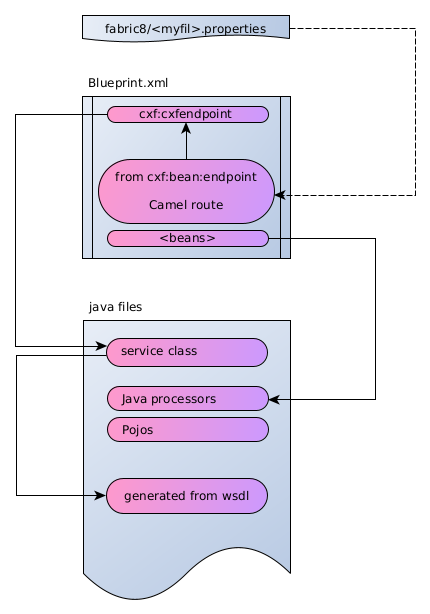 fabric8/<myfil>.properties
Blueprint.xml
cxf:cxfendpoint
from cxf:bean:endpoint
Camel route
<beans>
java files
service class
Java processors
Pojos
generated from wsdl